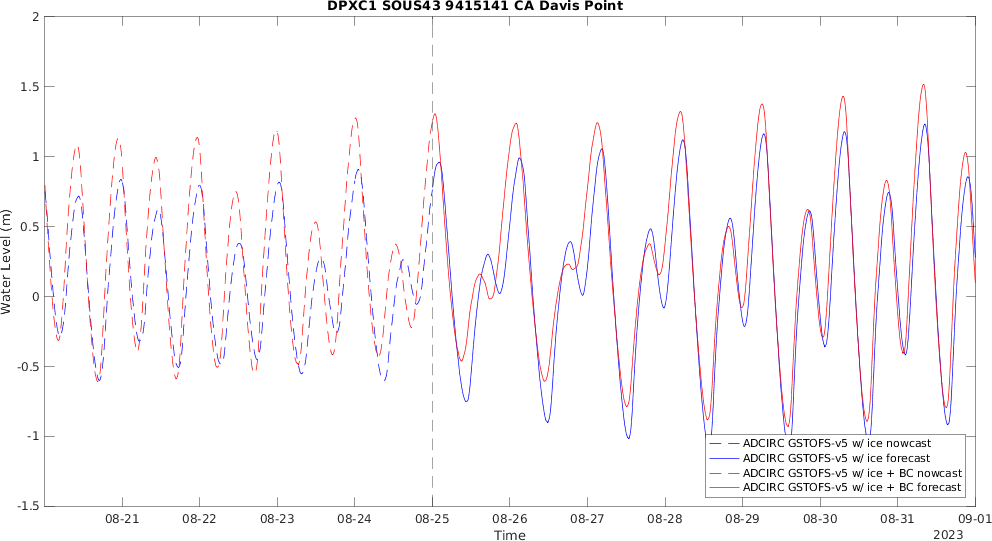 DPXC1 SOUS43 9415141 CA Davis Point
Water Level (m)
2
1.5
1
0.5
0
-0.5
-1
-1.5
ADCIRC GSTOFS-v5 w/ ice nowcast
ADCIRC GSTOFS-v5 w/ ice forecast
ADCIRC GSTOFS-v5 w/ ice + BC nowcast
ADCIRC GSTOFS-v5 w/ ice + BC forecast
08-21 08-22 08-23 08-24 08-25 08-26 08-27 08-28 08-29 08-30 08-31 09-01
Time
2023